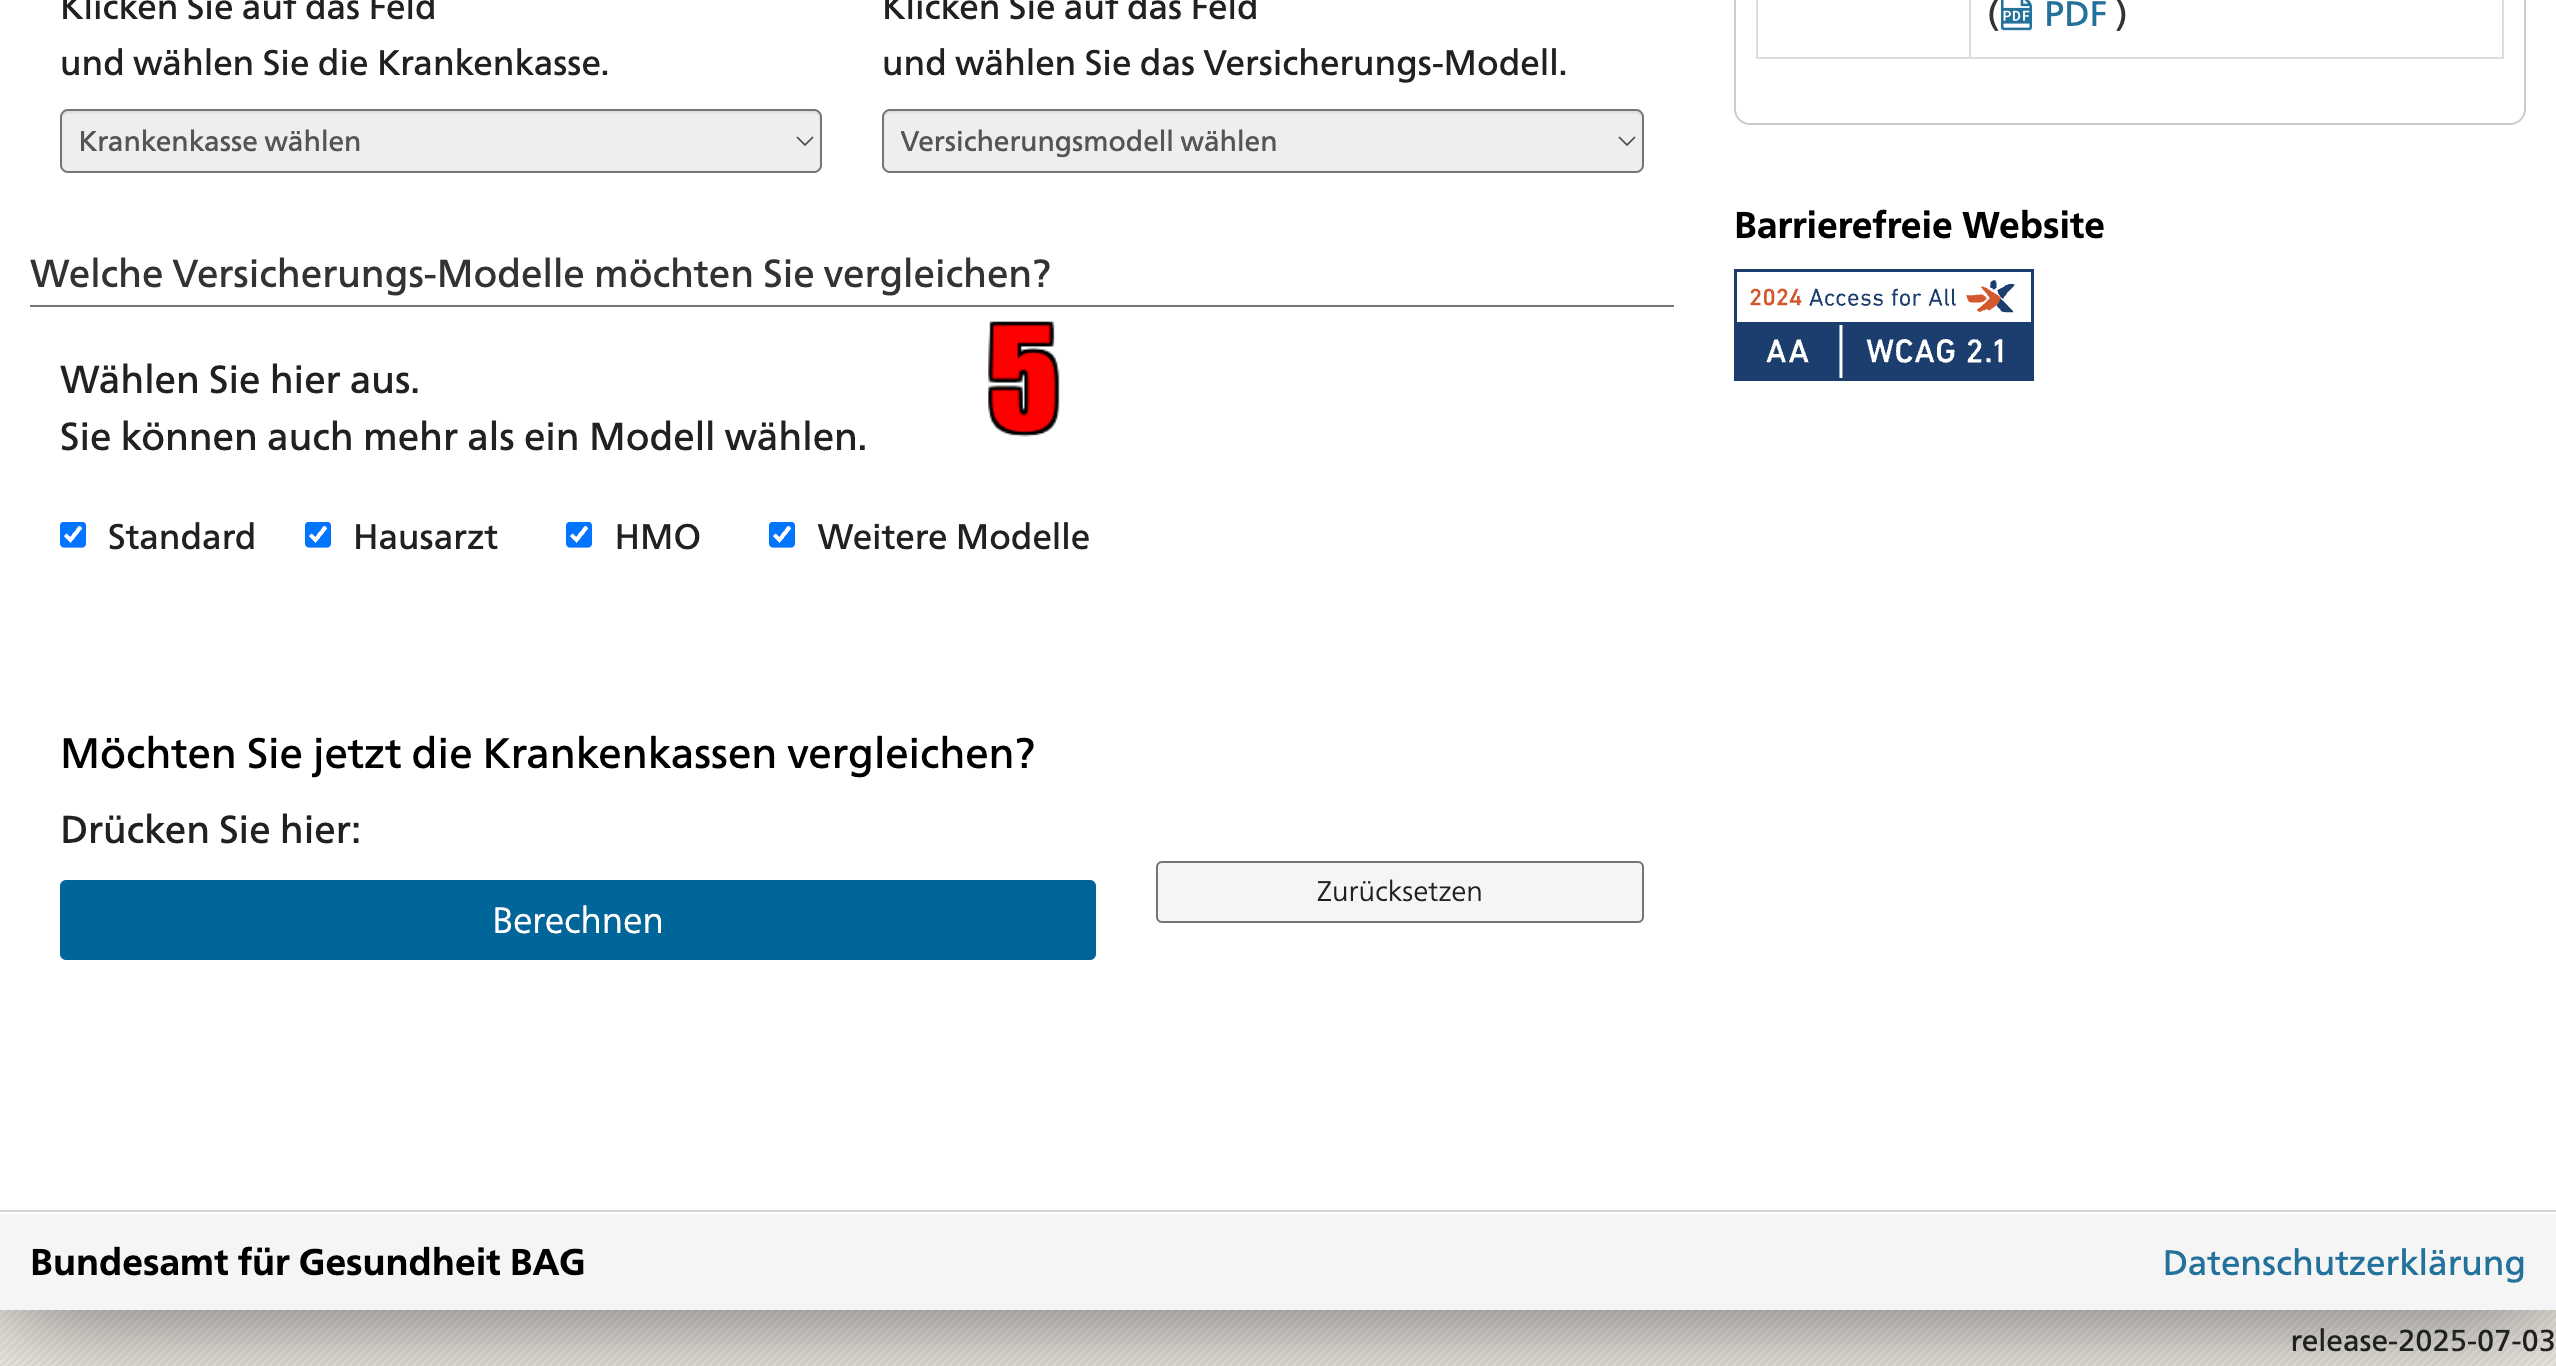 Klicken Sie auf das Feld
und wählen Sie die Krankenkasse.
Krankenkasse wählen
Klicken Sie auf das Feld
und wählen Sie das Versicherungs-Modell.
Versicherungsmodell wählen
Welche Versicherungs-Modelle möchten Sie vergleichen?
5
Wählen Sie hier aus.
Sie können auch mehr als ein Modell wählen.
Standard Hausarzt HMO Weitere Modelle
Möchten Sie jetzt die Krankenkassen vergleichen?
Drücken Sie hier:
Berechnen
Zurücksetzen
(PDF PDF )
Barrierefreie Website
2024 Access for All
AA WCAG 2.1
Bundesamt für Gesundheit BAG
Datenschutzerklärung
release-2025-07-03